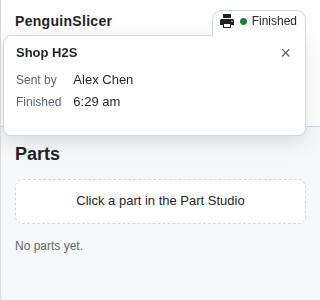 PenguinSlicer
Finished
Shop H2S
×
Sent by Alex Chen
Finished 6:29 am
Parts
Click a part in the Part Studio
No parts yet.